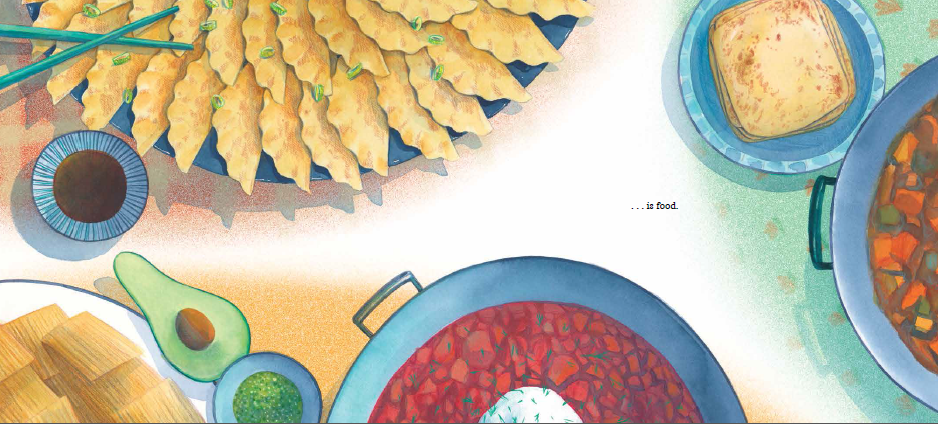 . . . is food.